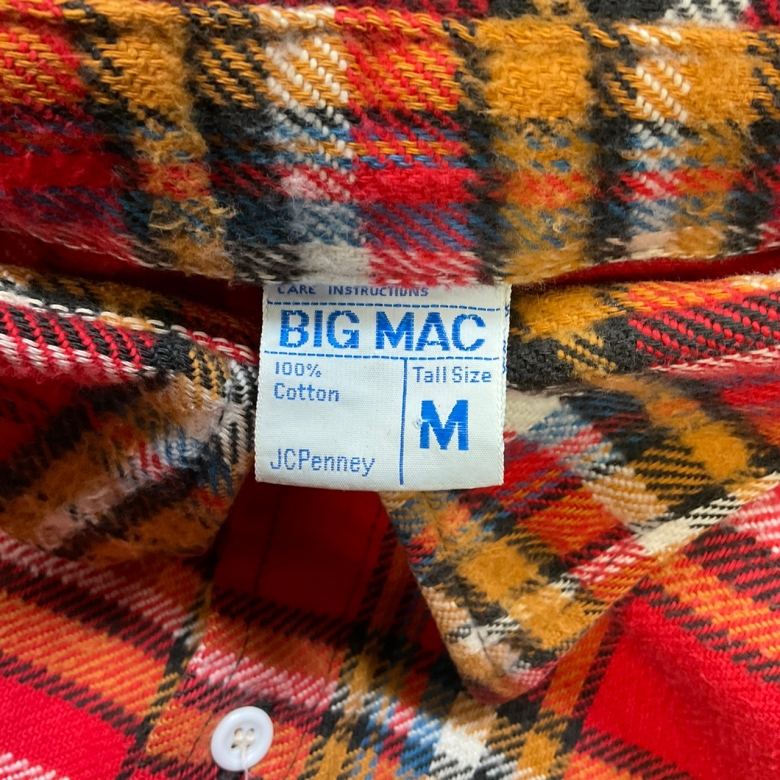 CARE INSTRUCTIONS
BIG MAC
100%
Cotton
Tall Size
M
JCPenney